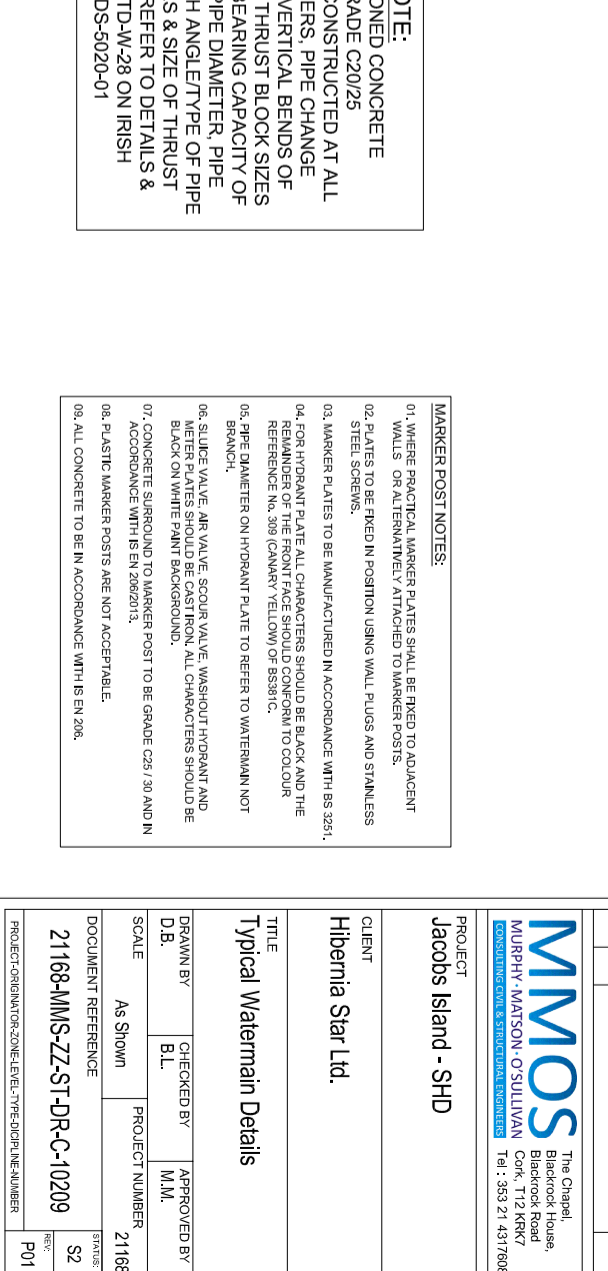 OTE:
ONED CONCRETE
RADE C20/25
CONSTRUCTED AT ALL
ERS, PIPE CHANGE
VERTICAL BENDS OF
THRUST BLOCK SIZES
BEARING CAPACITY OF
PIPE DIAMETER, PIPE
H ANGLE/TYPE OF PIPE
S & SIZE OF THRUST
REFER TO DETAILS &
TD-W-28 ON IRISH
DS-5020-01
MARKER POST NOTES:
01. WHERE PRACTICAL MARKER PLATES SHALL BE FIXED TO ADJACENT
WALLS OR ALTERNATIVELY ATTACHED TO MARKER POSTS.
02. PLATES TO BE FIXED IN POSITION USING WALL PLUGS AND STAINLESS
STEEL SCREWS.
03. MARKER PLATES TO BE MANUFACTURED IN ACCORDANCE WITH BS 3251.
04. FOR HYDRANT PLATE ALL CHARACTERS SHOULD BE BLACK AND THE
REMAINDER OF THE FRONT FACE SHOULD CONFORM TO COLOUR
REFERENCE No. 309 (CANARY YELLOW) OF BS381C.
05. PIPE DIAMETER ON HYDRANT PLATE TO REFER TO WATERMAIN NOT
BRANCH.
06. SLUICE VALVE, AIR VALVE, SCOUR VALVE, WASHOUT HYDRANT AND
METER PLATES SHOULD BE CAST IRON. ALL CHARACTERS SHOULD BE
BLACK ON WHITE PAINT BACKGROUND.
07. CONCRETE SURROUND TO MARKER POST TO BE GRADE C25 / 30 AND IN
ACCORDANCE WITH IS EN 206/2013.
08. PLASTIC MARKER POSTS ARE NOT ACCEPTABLE.
09. ALL CONCRETE TO BE IN ACCORDANCE WITH IS EN 206.
MMOS
MURPHY · MATSON · O'SULLIVAN
CONSULTING CIVIL & STRUCTURAL ENGINEERS
The Chapel,
Blackrock House,
Blackrock Road
Cork, T12 KRK7
Tel : 353 21 4317608
PROJECT
Jacobs Island - SHD
CLIENT
Hibernia Star Ltd.
TITLE
Typical Watermain Details
DRAWN BY
D.B.
CHECKED BY
B.L.
APPROVED BY
M.M.
SCALE
As Shown
PROJECT NUMBER
21168
DOCUMENT REFERENCE
21168-MMS-ZZ-ST-DR-C-10209
STATUS:
S2
PROJECT-ORIGINATOR-ZONE-LEVEL-TYPE-DICIPLINE-NUMBER
REV:
P01